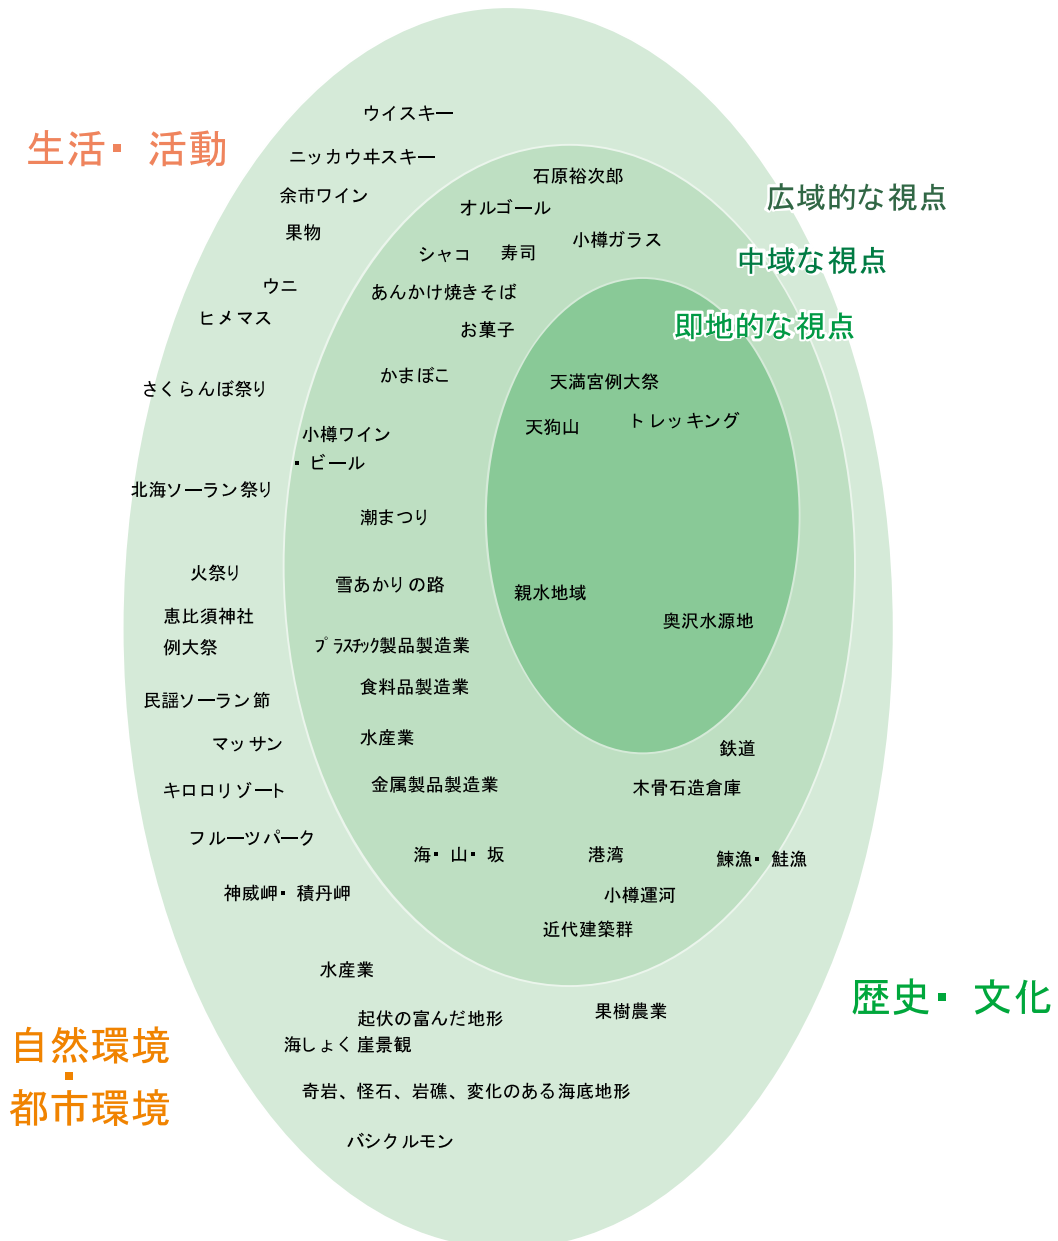 ウイスキー
生活・活動
ニッカウヰスキー
石原裕次郎
余市ワイン
広域的な視点
オルゴール
果物
小樽ガラス
シャコ
寿司
中域な視点
ウニ
あんかけ焼きそば
ヒメマス
お菓子
即地的な視点
かまぼこ
天満宮例大祭
さくらんぼ祭り
天狗山
トレッキング
小樽ワイン
・ビール
北海ソーラン祭り
潮まつり
火祭り
雪あかりの路
親水地域
恵比須神社
例大祭
奥沢水源地
プラスチック製品製造業
食料品製造業
民謡ソーラン節
水産業
マッサン
鉄道
金属製品製造業
木骨石造倉庫
キロロリゾート
フルーツパーク
海・山・坂
港湾
鰊漁・鮭漁
神威岬・積丹岬
小樽運河
近代建築群
水産業
歴史・文化
果樹農業
起伏の富んだ地形
自然環境
・
都市環境
海しょく崖景観
奇岩、怪石、岩礁、変化のある海底地形
バシクルモン